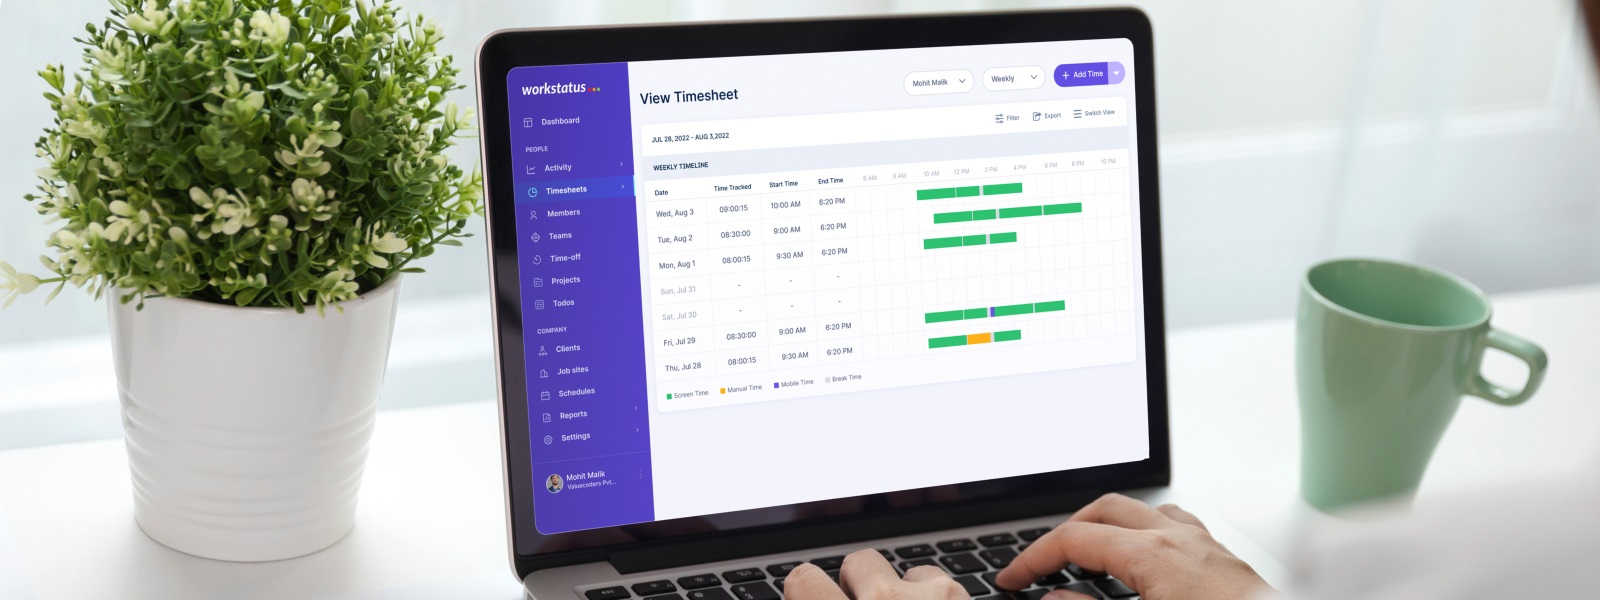 workstatus
Dashboard
PEOPLE
Activity
Timesheets
Members
Teams
Time-off
Projects
Todos
COMPANY
Clients
Job sites
Schedules
Reports
Settings
Mohit Malik
Valuecoders Pvt...
View Timesheet
Mohit Malik
Weekly
+ Add Time
JUL 28, 2022 - AUG 3,2022
Filter
Export
Switch View
WEEKLY TIMELINE
Date Time Tracked Start Time End Time 6 AM 8 AM 10 AM 12 PM 2 PM 4 PM 6 PM 8 PM 10 PM
Wed, Aug 3 09:00:15 10:00 AM 6:20 PM
Tue, Aug 2 08:30:00 9:00 AM 6:20 PM
Mon, Aug 1 08:00:15 9:30 AM 6:20 PM
Sun, Jul 31 - - -
Sat, Jul 30 - - -
Fri, Jul 29 08:30:00 9:00 AM 6:20 PM
Thu, Jul 28 08:00:15 9:30 AM 6:20 PM
Screen Time Manual Time Mobile Time Break Time